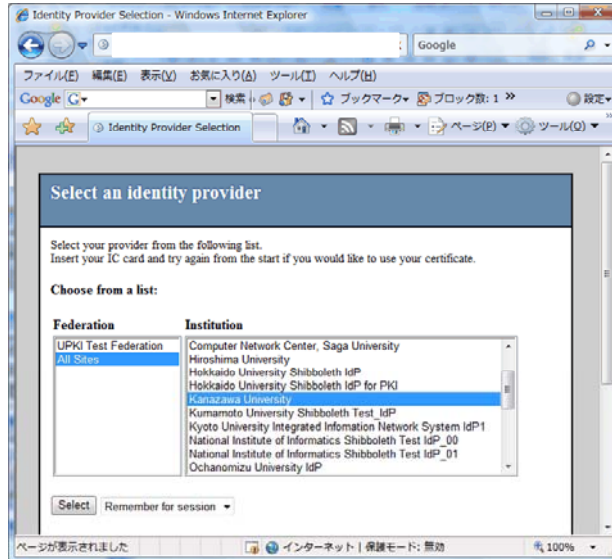 Identity Provider Selection - Windows Internet Explorer
Google
ファイル(F) 編集(E) 表示(V) お気に入り(A) ツール(T) ヘルプ(H)
Google G 検索 ブックマーク ブロック数: 1 » 設定
Identity Provider Selection ページ(P) ツール(O) »
Select an identity provider
Select your provider from the following list.
Insert your IC card and try again from the start if you would like to use your certificate.
Choose from a list:
Federation Institution
UPKI Test Federation
All Sites
Computer Network Center, Saga University
Hiroshima University
Hokkaido University Shibboleth IdP
Hokkaido University Shibboleth IdP for PKI
Kanazawa University
Kumamoto University Shibboleth Test_IdP
Kyoto University Integrated Infomation Network System IdP1
National Institute of Informatics Shibboleth Test IdP_00
National Institute of Informatics Shibboleth Test IdP_01
Ochanomizu University IdP
Select Remember for session
ページが表示されました インターネット | 保護モード: 無効 100%